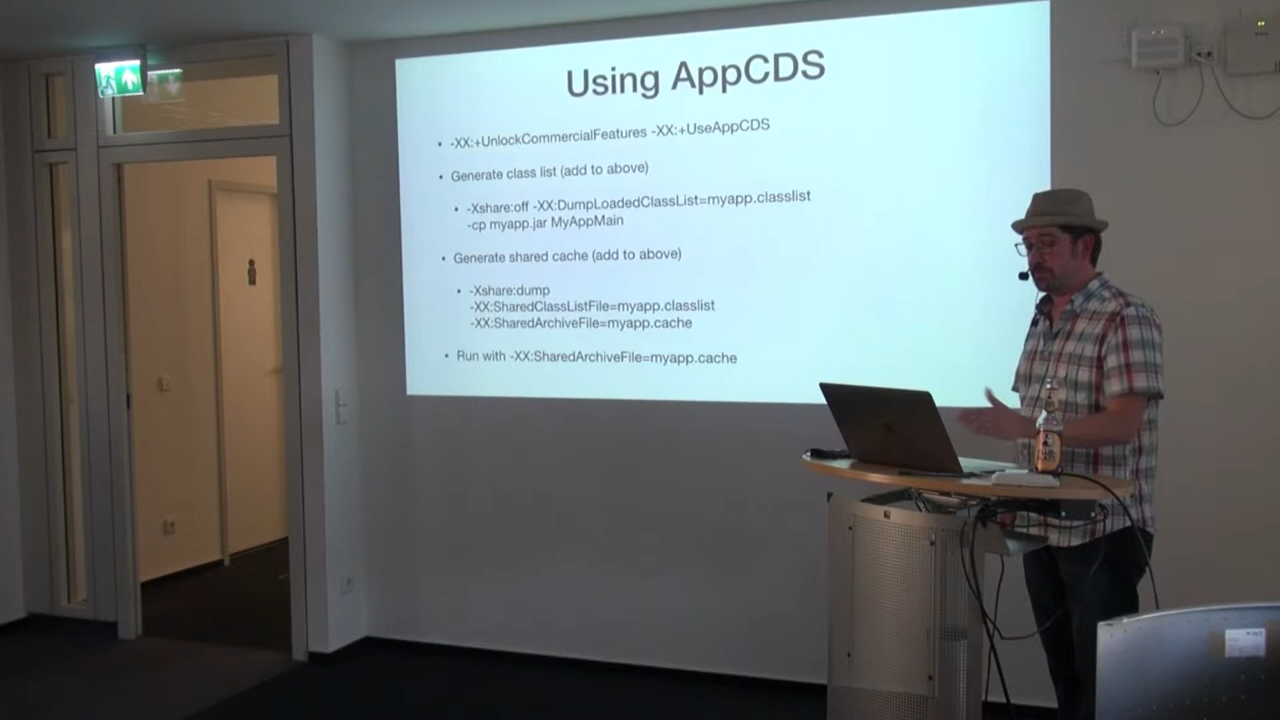 Using AppCDS
• -XX:+UnlockCommercialFeatures -XX:+UseAppCDS
• Generate class list (add to above)
• -Xshare:off -XX:DumpLoadedClassList=myapp.classlist
-cp myapp.jar MyAppMain
• Generate shared cache (add to above)
• -Xshare:dump
-XX:SharedClassListFile=myapp.classlist
-XX:SharedArchiveFile=myapp.cache
• Run with -XX:SharedArchiveFile=myapp.cache